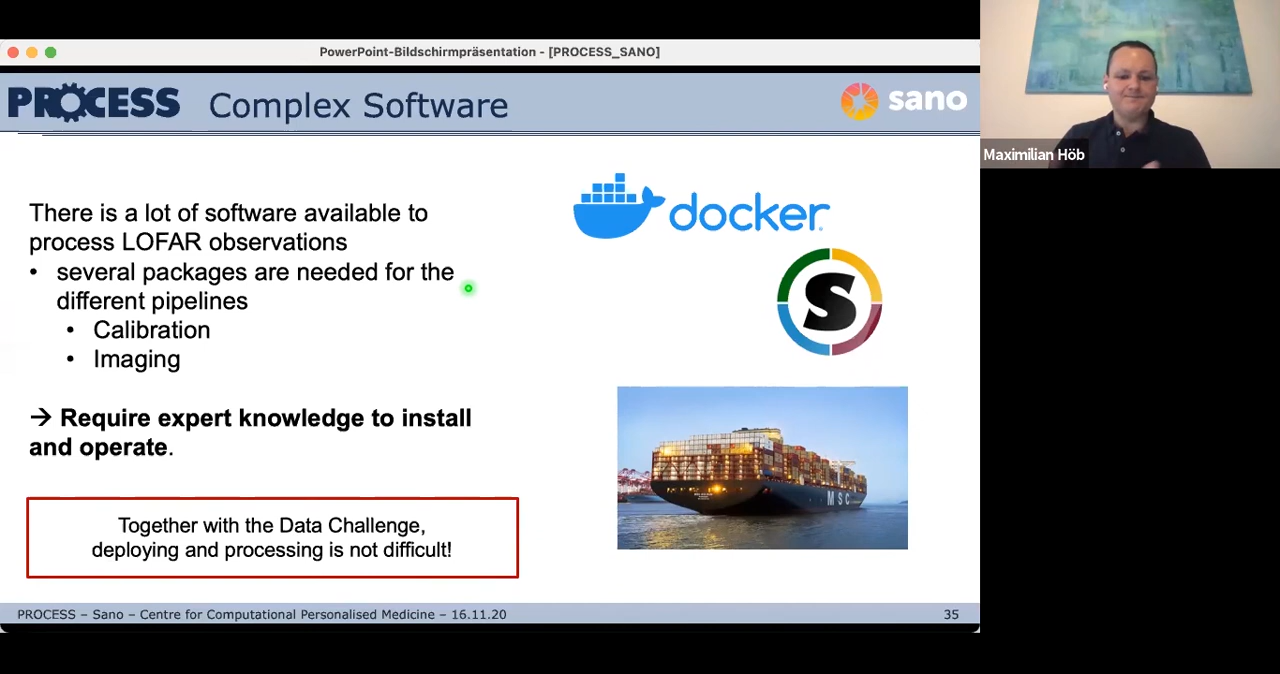 PowerPoint-Bildschirmpräsentation - [PROCESS_SANO]
PROCESS
Complex Software
sano
Maximilian Höb
There is a lot of software available to
process LOFAR observations
• several packages are needed for the
different pipelines
• Calibration
• Imaging
→ Require expert knowledge to install
and operate.
Together with the Data Challenge,
deploying and processing is not difficult!
docker
S
MSC
PROCESS – Sano – Centre for Computational Personalised Medicine – 16.11.20
35